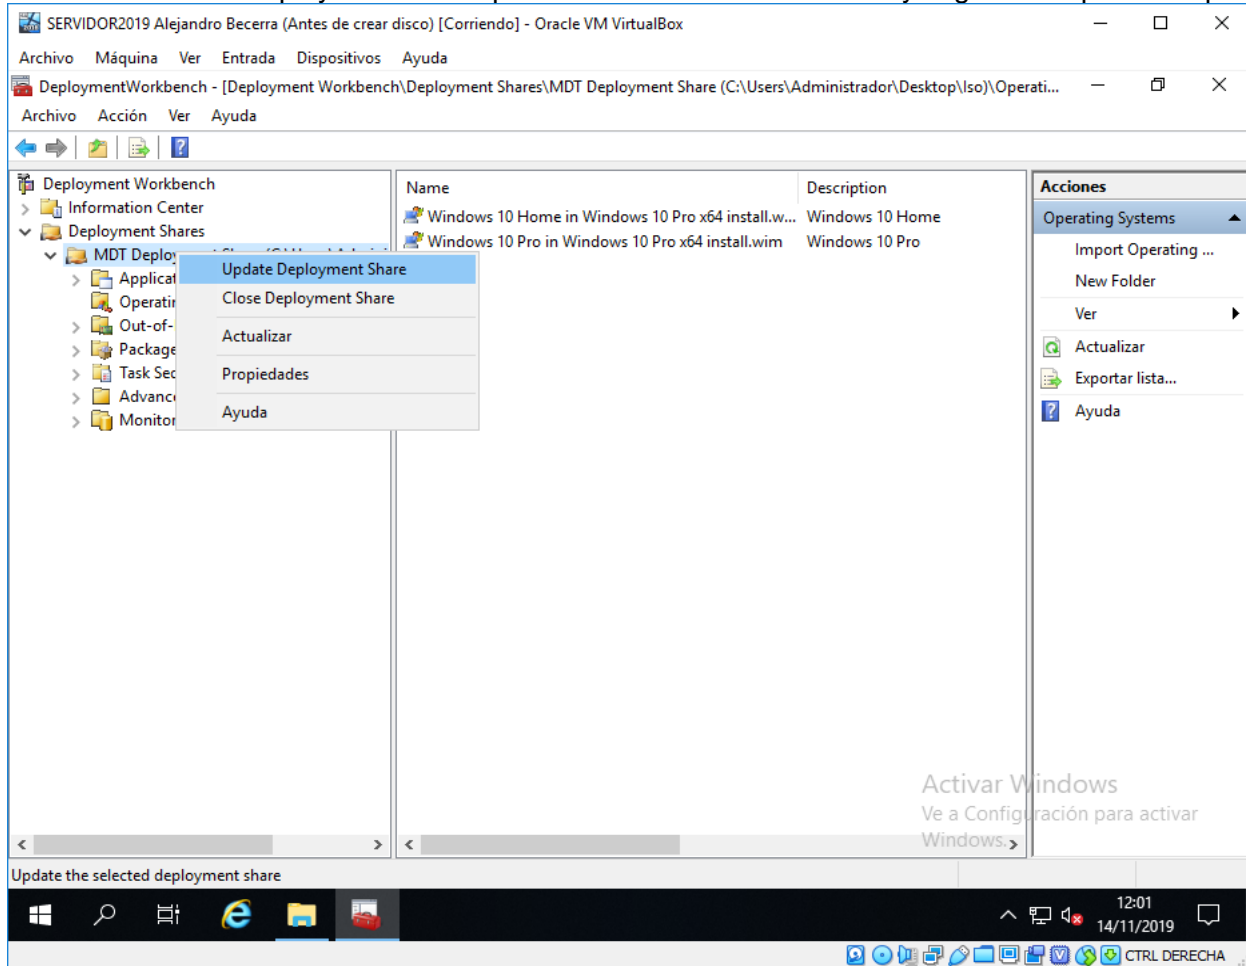 SERVIDOR2019 Alejandro Becerra (Antes de crear disco) [Corriendo] - Oracle VM VirtualBox
Archivo Máquina Ver Entrada Dispositivos Ayuda
DeploymentWorkbench - [Deployment Workbench\Deployment Shares\MDT Deployment Share (C:\Users\Administrador\Desktop\Iso)\Operati...
Archivo Acción Ver Ayuda
Deployment Workbench
Information Center
Deployment Shares
MDT Deplo
Applicat
Operatin
Out-of-
Package
Task Sec
Advanc
Monitor
Update Deployment Share
Close Deployment Share
Actualizar
Propiedades
Ayuda
Name Description
Windows 10 Home in Windows 10 Pro x64 install.w... Windows 10 Home
Windows 10 Pro in Windows 10 Pro x64 install.wim Windows 10 Pro
Acciones
Operating Systems
Import Operating ...
New Folder
Ver
Actualizar
Exportar lista...
Ayuda
Activar Windows
Ve a Configuración para activar
Windows.
Update the selected deployment share
12:01
14/11/2019
CTRL DERECHA